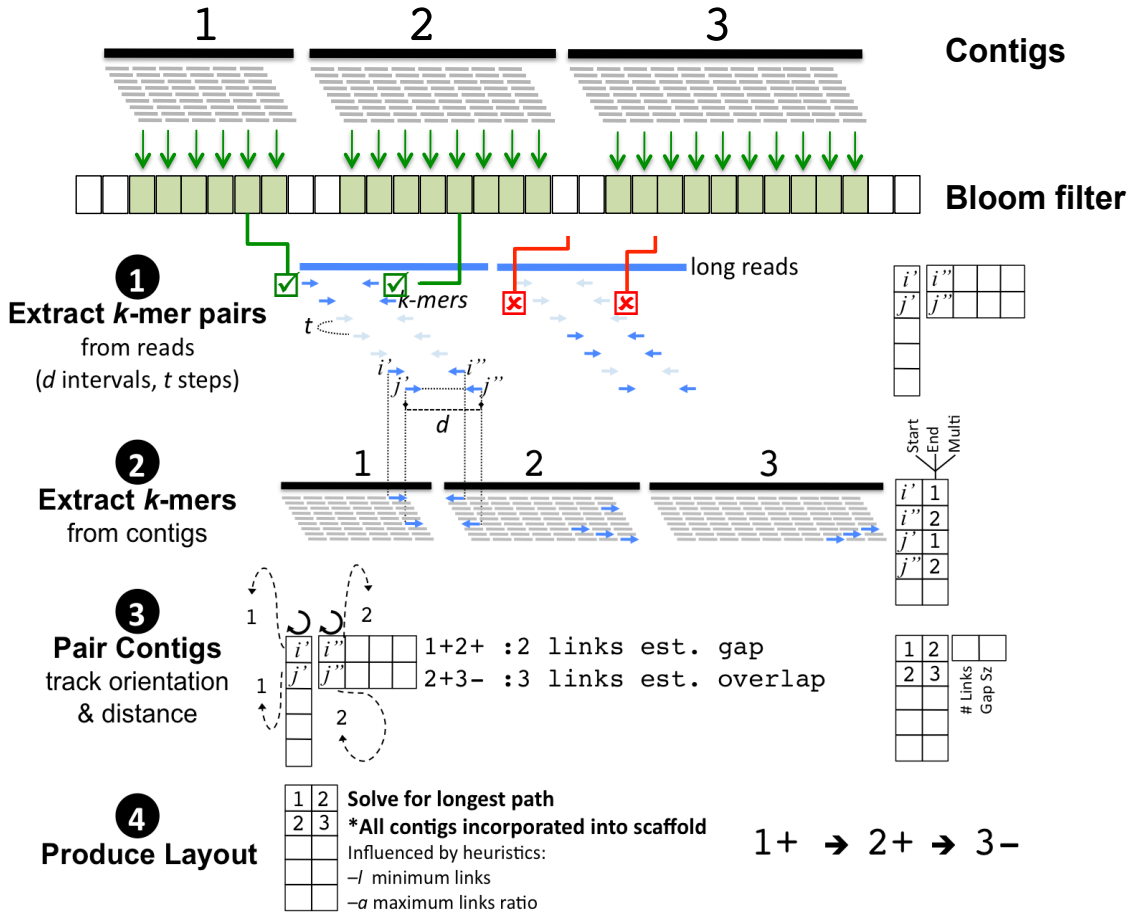 1 2 3
Contigs
Bloom filter
long reads
k-mers
1
Extract k-mer pairs
from reads
(d intervals, t steps)
t
i' i''
j' j''
d
i' i''
j' j''
2
Extract k-mers
from contigs
1 2 3
Start
End
Multi
i' 1
i'' 2
j' 1
j'' 2
3
Pair Contigs
track orientation
& distance
1
2
1
2
i' i''
j' j''
1+2+ :2 links est. gap
2+3– :3 links est. overlap
1 2
2 3
# Links
Gap Sz
4
Produce Layout
1 2
2 3
Solve for longest path
*All contigs incorporated into scaffold
Influenced by heuristics:
–l minimum links
–a maximum links ratio
1+ → 2+ → 3–